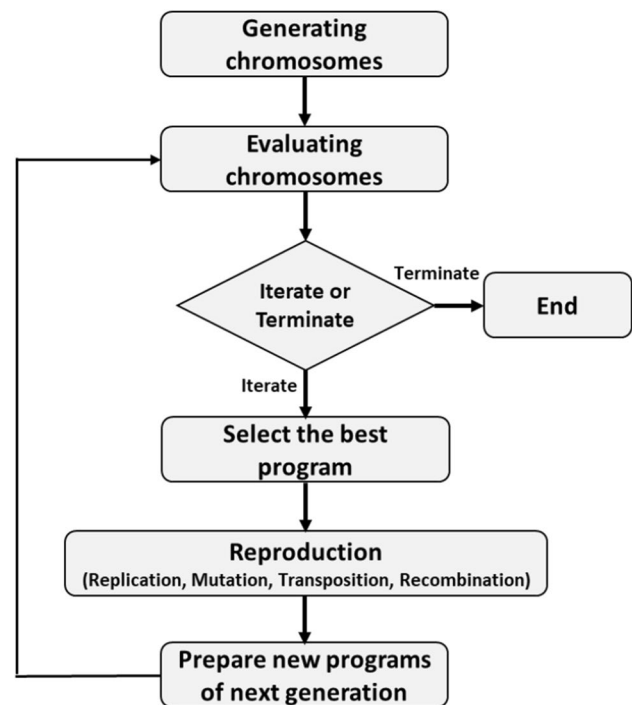 Generating
chromosomes
Evaluating
chromosomes
Iterate or
Terminate
Terminate
End
Iterate
Select the best
program
Reproduction
(Replication, Mutation, Transposition, Recombination)
Prepare new programs
of next generation